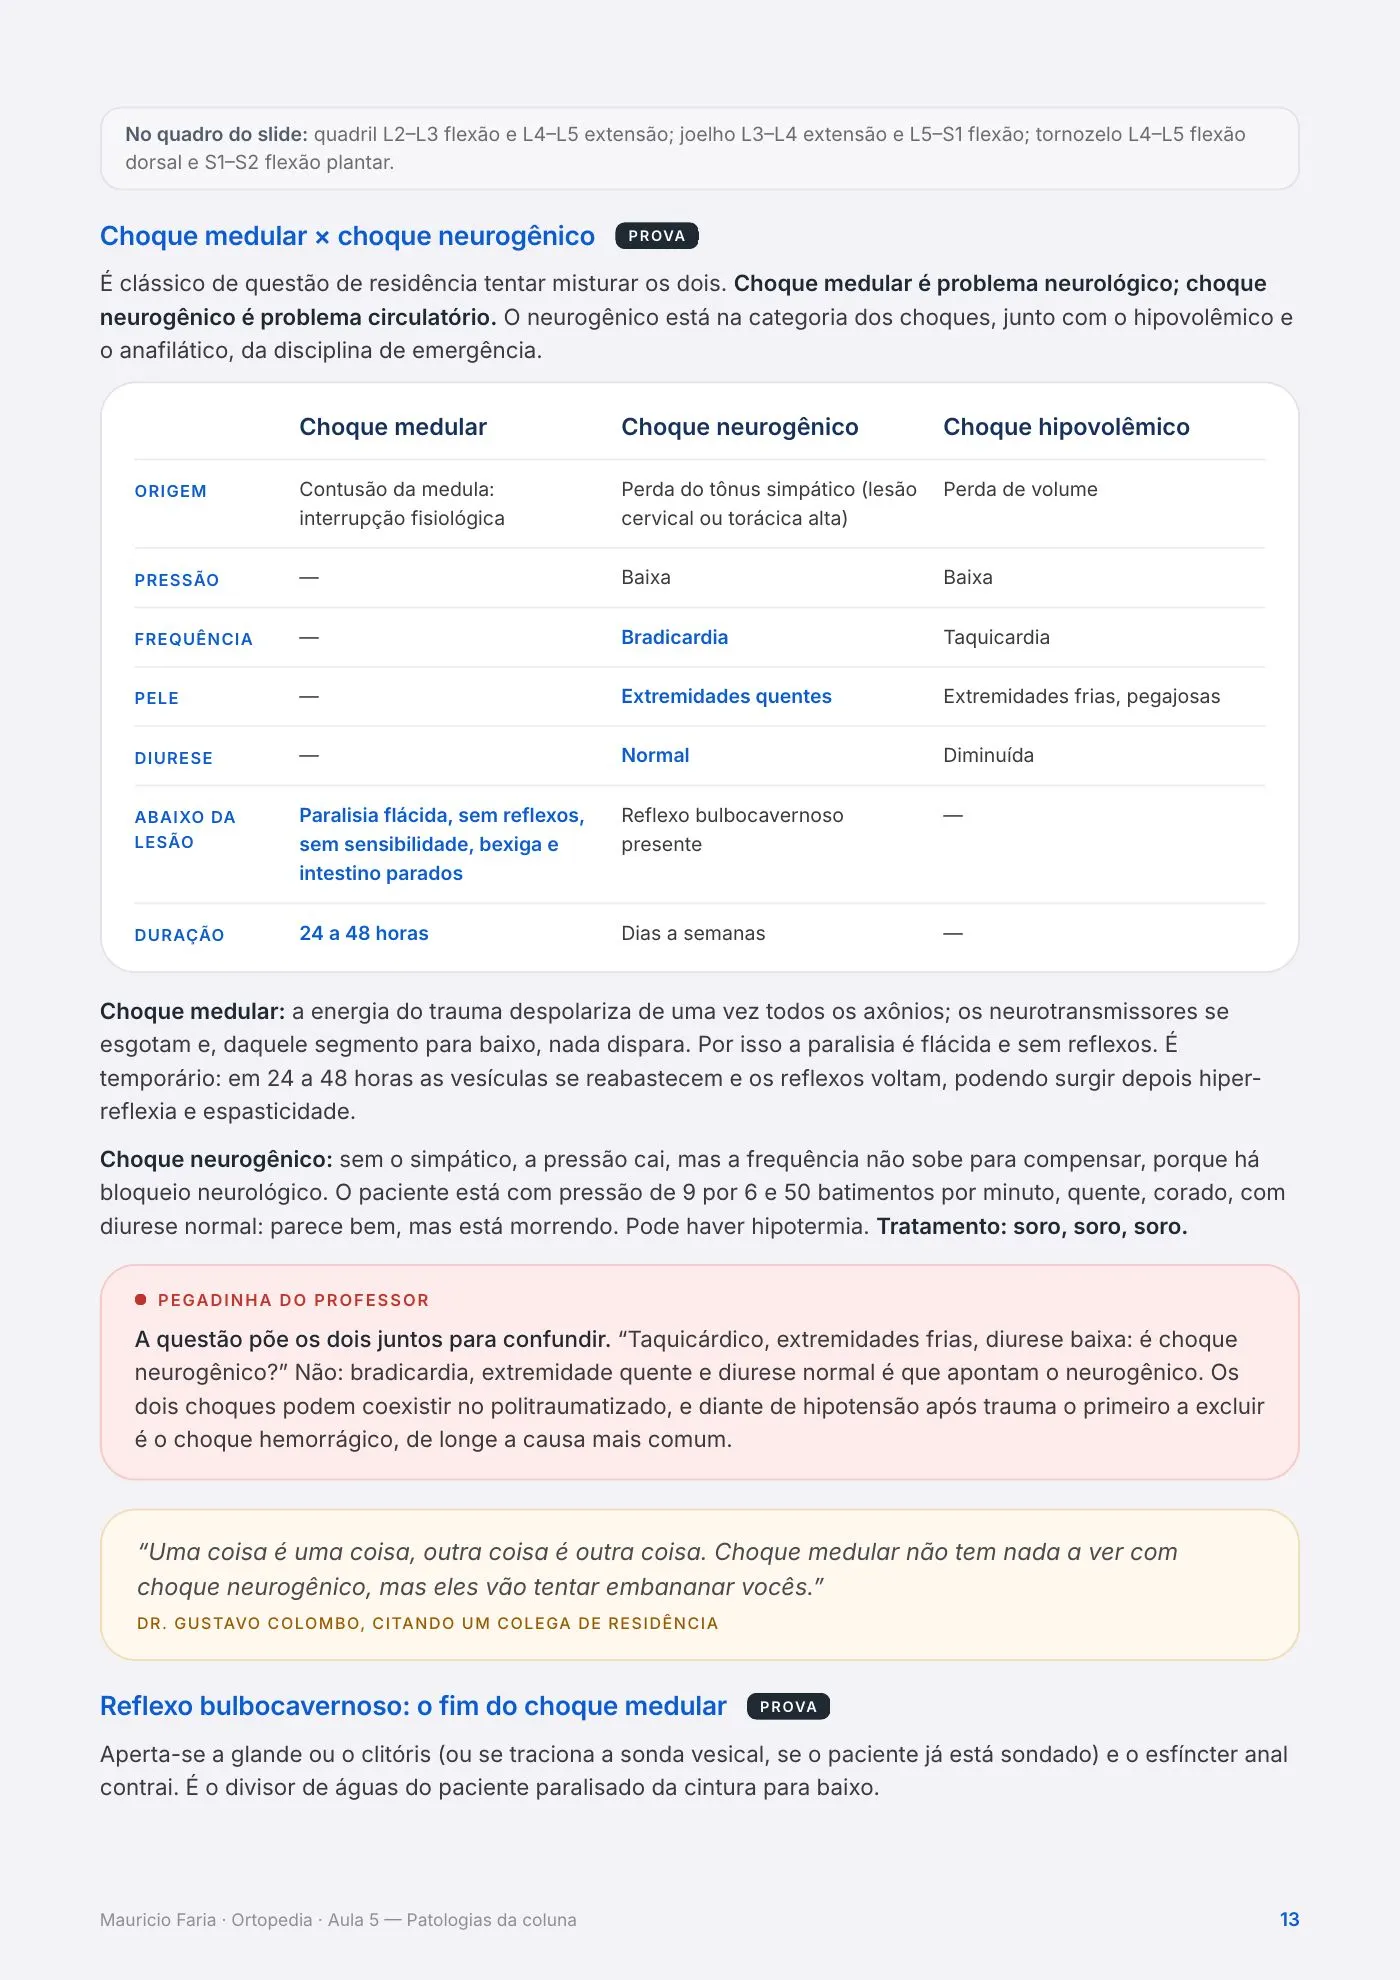 No quadro do slide: quadril L2–L3 flexão e L4–L5 extensão; joelho L3–L4 extensão e L5–S1 flexão; tornozelo L4–L5 flexão
dorsal e S1–S2 flexão plantar.
Choque medular × choque neurogênico PROVA
É clássico de questão de residência tentar misturar os dois. Choque medular é problema neurológico; choque
neurogênico é problema circulatório. O neurogênico está na categoria dos choques, junto com o hipovolêmico e
o anafilático, da disciplina de emergência.
Choque medular Choque neurogênico Choque hipovolêmico
ORIGEM Contusão da medula: Perda do tônus simpático (lesão Perda de volume
interrupção fisiológica cervical ou torácica alta)
PRESSÃO — Baixa Baixa
FREQUÊNCIA — Bradicardia Taquicardia
PELE — Extremidades quentes Extremidades frias, pegajosas
DIURESE — Normal Diminuída
ABAIXO DA Paralisia flácida, sem reflexos, Reflexo bulbocavernoso —
LESÃO sem sensibilidade, bexiga e presente
intestino parados
DURAÇÃO 24 a 48 horas Dias a semanas —
Choque medular: a energia do trauma despolariza de uma vez todos os axônios; os neurotransmissores se
esgotam e, daquele segmento para baixo, nada dispara. Por isso a paralisia é flácida e sem reflexos. É
temporário: em 24 a 48 horas as vesículas se reabastecem e os reflexos voltam, podendo surgir depois hiper-
reflexia e espasticidade.
Choque neurogênico: sem o simpático, a pressão cai, mas a frequência não sobe para compensar, porque há
bloqueio neurológico. O paciente está com pressão de 9 por 6 e 50 batimentos por minuto, quente, corado, com
diurese normal: parece bem, mas está morrendo. Pode haver hipotermia. Tratamento: soro, soro, soro.
PEGADINHA DO PROFESSOR
A questão põe os dois juntos para confundir. “Taquicárdico, extremidades frias, diurese baixa: é choque
neurogênico?” Não: bradicardia, extremidade quente e diurese normal é que apontam o neurogênico. Os
dois choques podem coexistir no politraumatizado, e diante de hipotensão após trauma o primeiro a excluir
é o choque hemorrágico, de longe a causa mais comum.
“Uma coisa é uma coisa, outra coisa é outra coisa. Choque medular não tem nada a ver com
choque neurogênico, mas eles vão tentar embananar vocês.”
DR. GUSTAVO COLOMBO, CITANDO UM COLEGA DE RESIDÊNCIA
Reflexo bulbocavernoso: o fim do choque medular PROVA
Aperta-se a glande ou o clitóris (ou se traciona a sonda vesical, se o paciente já está sondado) e o esfíncter anal
contrai. É o divisor de águas do paciente paralisado da cintura para baixo.
Mauricio Faria · Ortopedia · Aula 5 — Patologias da coluna 13